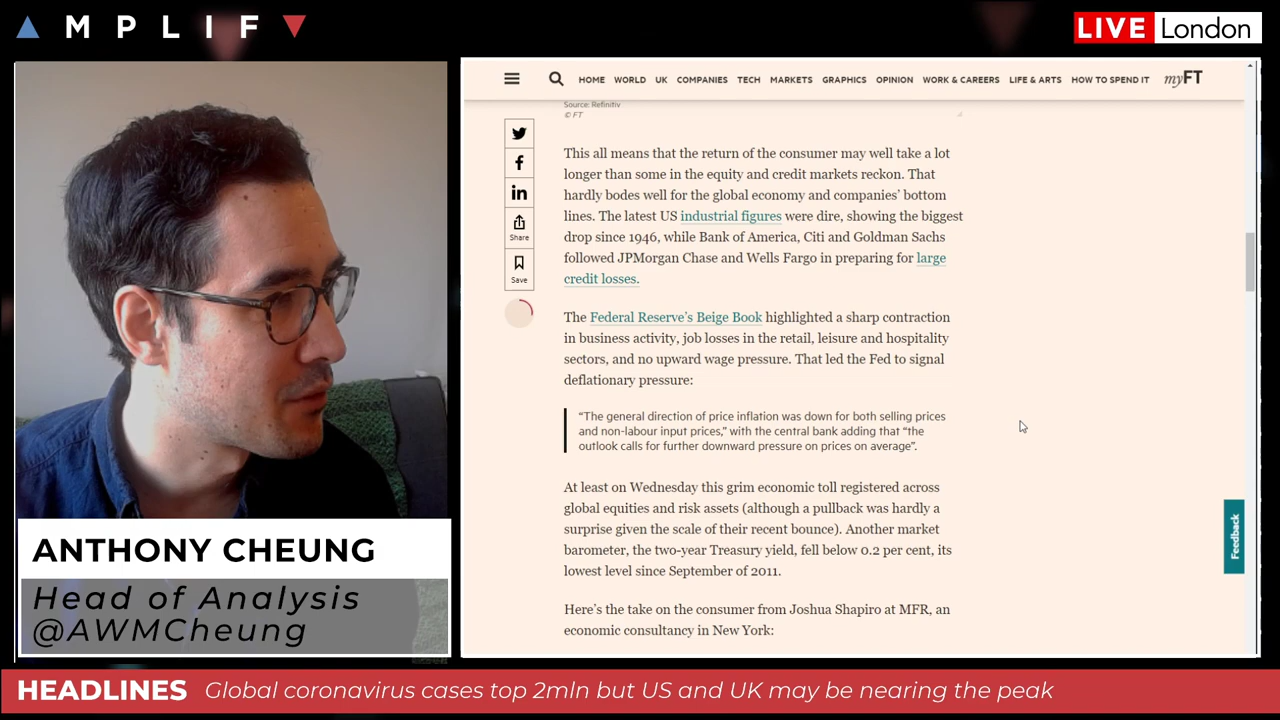 AMPLIFY
LIVE London
HOME WORLD UK COMPANIES TECH MARKETS GRAPHICS OPINION WORK & CAREERS LIFE & ARTS HOW TO SPEND IT myFT
Source: Refinitiv
© FT
Share
Save
This all means that the return of the consumer may well take a lot
longer than some in the equity and credit markets reckon. That
hardly bodes well for the global economy and companies’ bottom
lines. The latest US industrial figures were dire, showing the biggest
drop since 1946, while Bank of America, Citi and Goldman Sachs
followed JPMorgan Chase and Wells Fargo in preparing for large
credit losses.
The Federal Reserve’s Beige Book highlighted a sharp contraction
in business activity, job losses in the retail, leisure and hospitality
sectors, and no upward wage pressure. That led the Fed to signal
deflationary pressure:
“The general direction of price inflation was down for both selling prices
and non-labour input prices,” with the central bank adding that “the
outlook calls for further downward pressure on prices on average”.
At least on Wednesday this grim economic toll registered across
global equities and risk assets (although a pullback was hardly a
surprise given the scale of their recent bounce). Another market
barometer, the two-year Treasury yield, fell below 0.2 per cent, its
lowest level since September of 2011.
Here’s the take on the consumer from Joshua Shapiro at MFR, an
economic consultancy in New York:
Feedback
ANTHONY CHEUNG
Head of Analysis
@AWMCheung
HEADLINES Global coronavirus cases top 2mln but US and UK may be nearing the peak